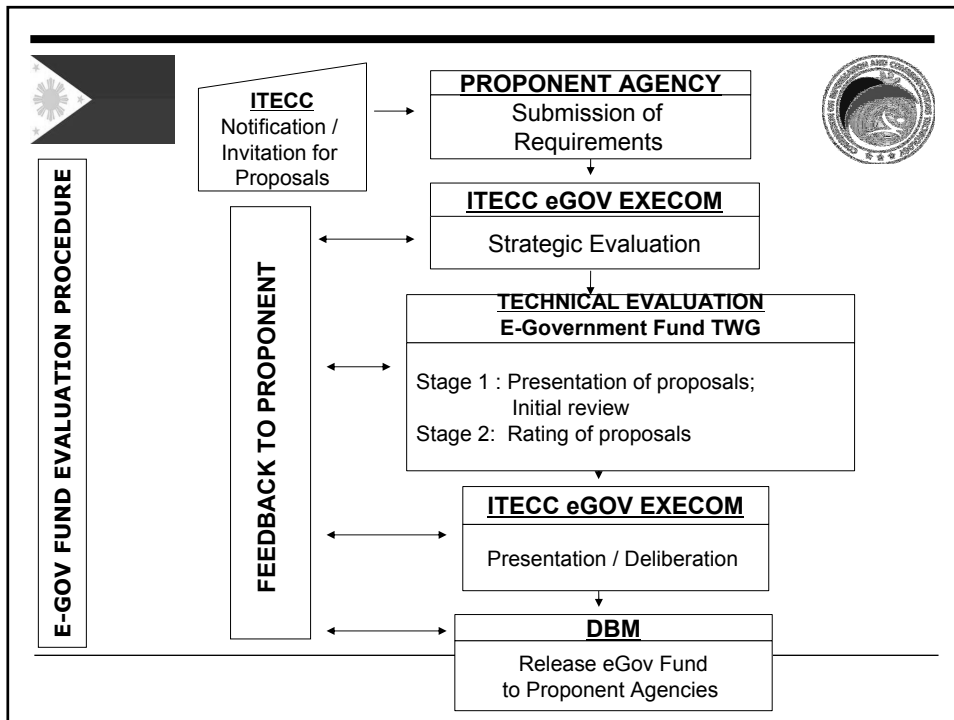 E-GOV FUND EVALUATION PROCEDURE
ITECC
Notification /
Invitation for
Proposals
PROPONENT AGENCY
Submission of
Requirements
ITECC eGOV EXECOM
Strategic Evaluation
TECHNICAL EVALUATION
E-Government Fund TWG
Stage 1 : Presentation of proposals;
Initial review
Stage 2: Rating of proposals
ITECC eGOV EXECOM
Presentation / Deliberation
DBM
Release eGov Fund
to Proponent Agencies
FEEDBACK TO PROPONENT